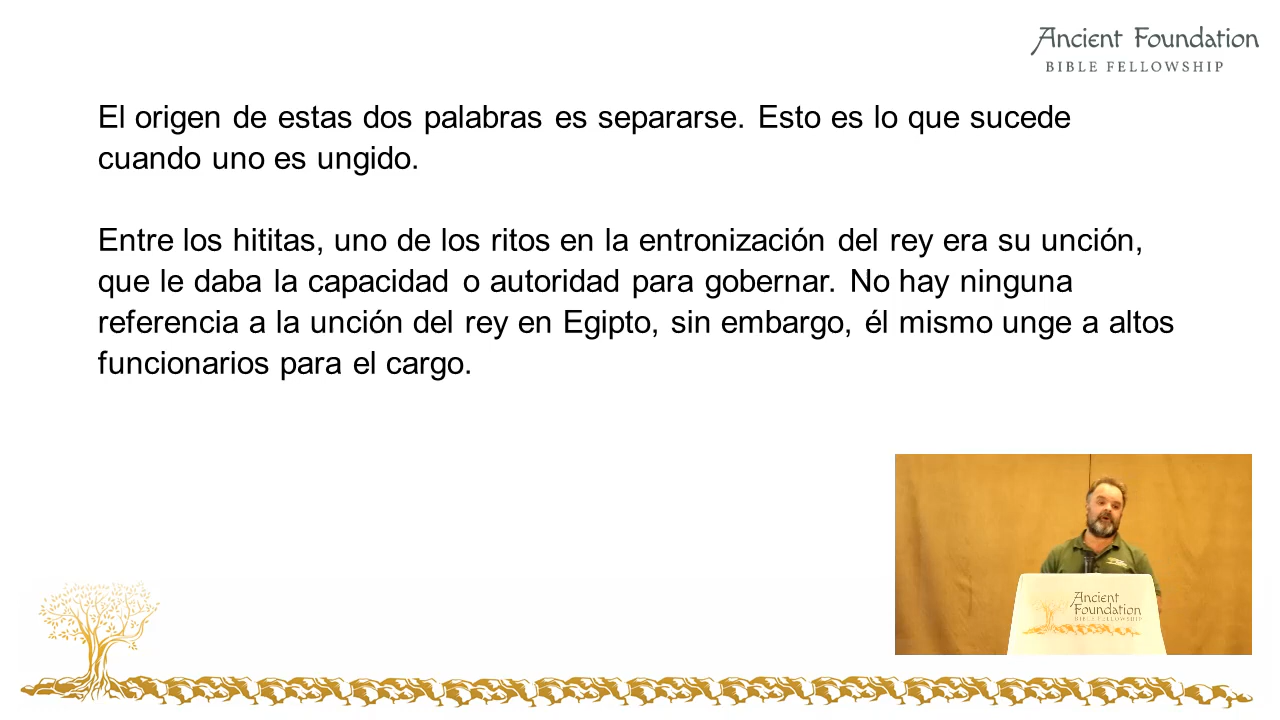 Ancient Foundation
BIBLE FELLOWSHIP
El origen de estas dos palabras es separarse. Esto es lo que sucede
cuando uno es ungido.
Entre los hititas, uno de los ritos en la entronización del rey era su unción,
que le daba la capacidad o autoridad para gobernar. No hay ninguna
referencia a la unción del rey en Egipto, sin embargo, él mismo unge a altos
funcionarios para el cargo.
Ancient
Foundation
BIBLE FELLOWSHIP